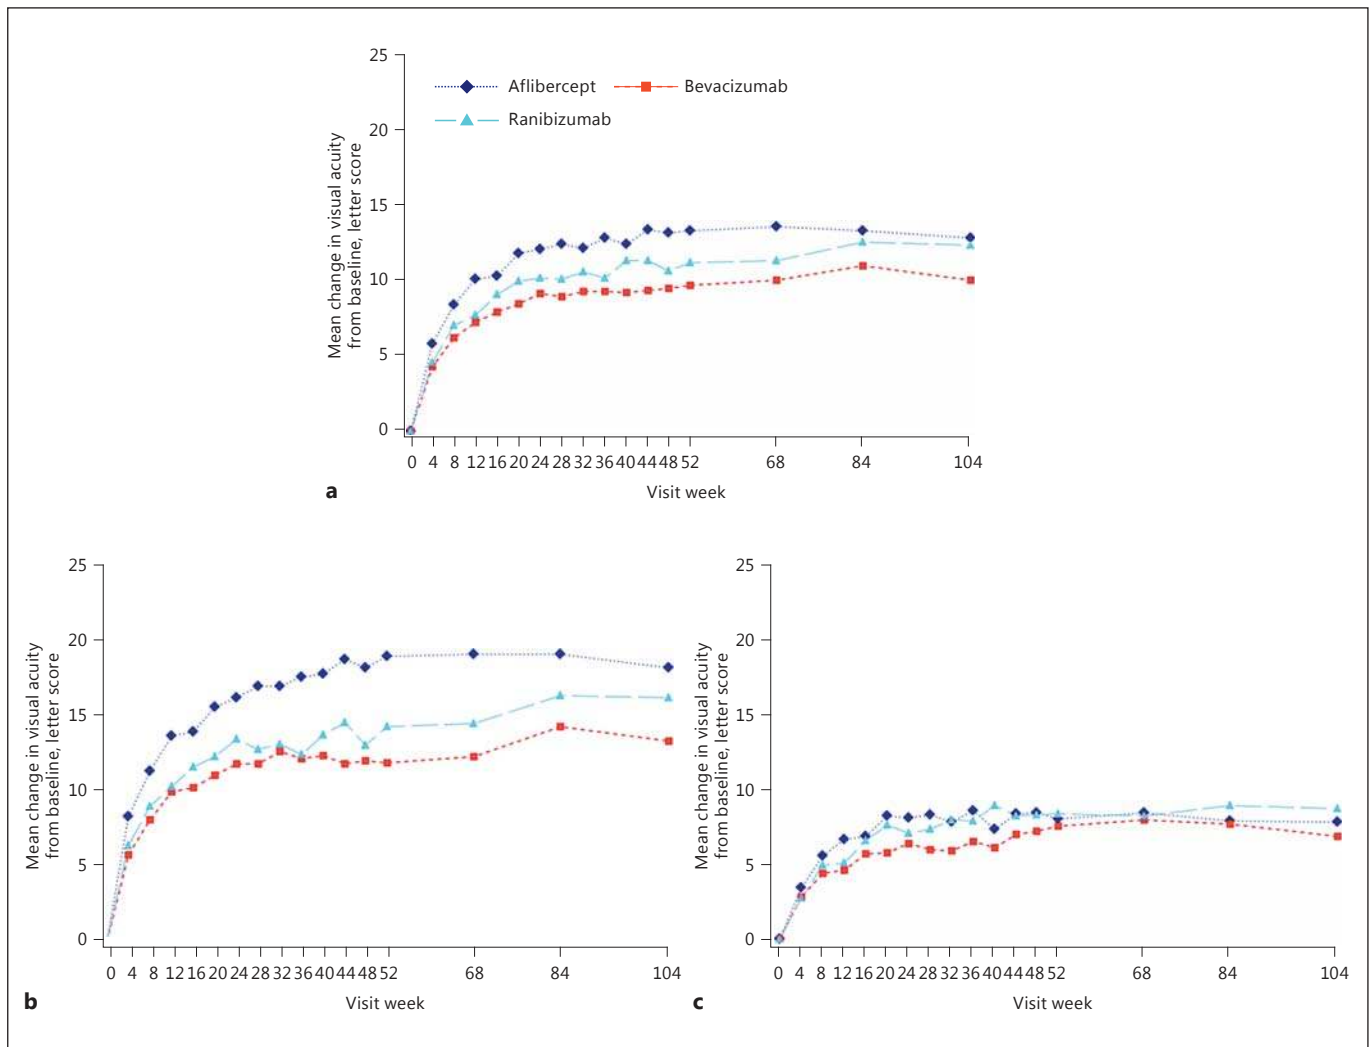 25
20
15
10
5
0
Mean change in visual acuity
from baseline, letter score
Aflibercept Bevacizumab
Ranibizumab
0 4 8 12 16 20 24 28 32 36 40 44 48 52 68 84 104
Visit week
a
25
20
15
10
5
0
Mean change in visual acuity
from baseline, letter score
0 4 8 12 16 20 24 28 32 36 40 44 48 52 68 84 104
Visit week
b
25
20
15
10
5
0
Mean change in visual acuity
from baseline, letter score
0 4 8 12 16 20 24 28 32 36 40 44 48 52 68 84 104
Visit week
c